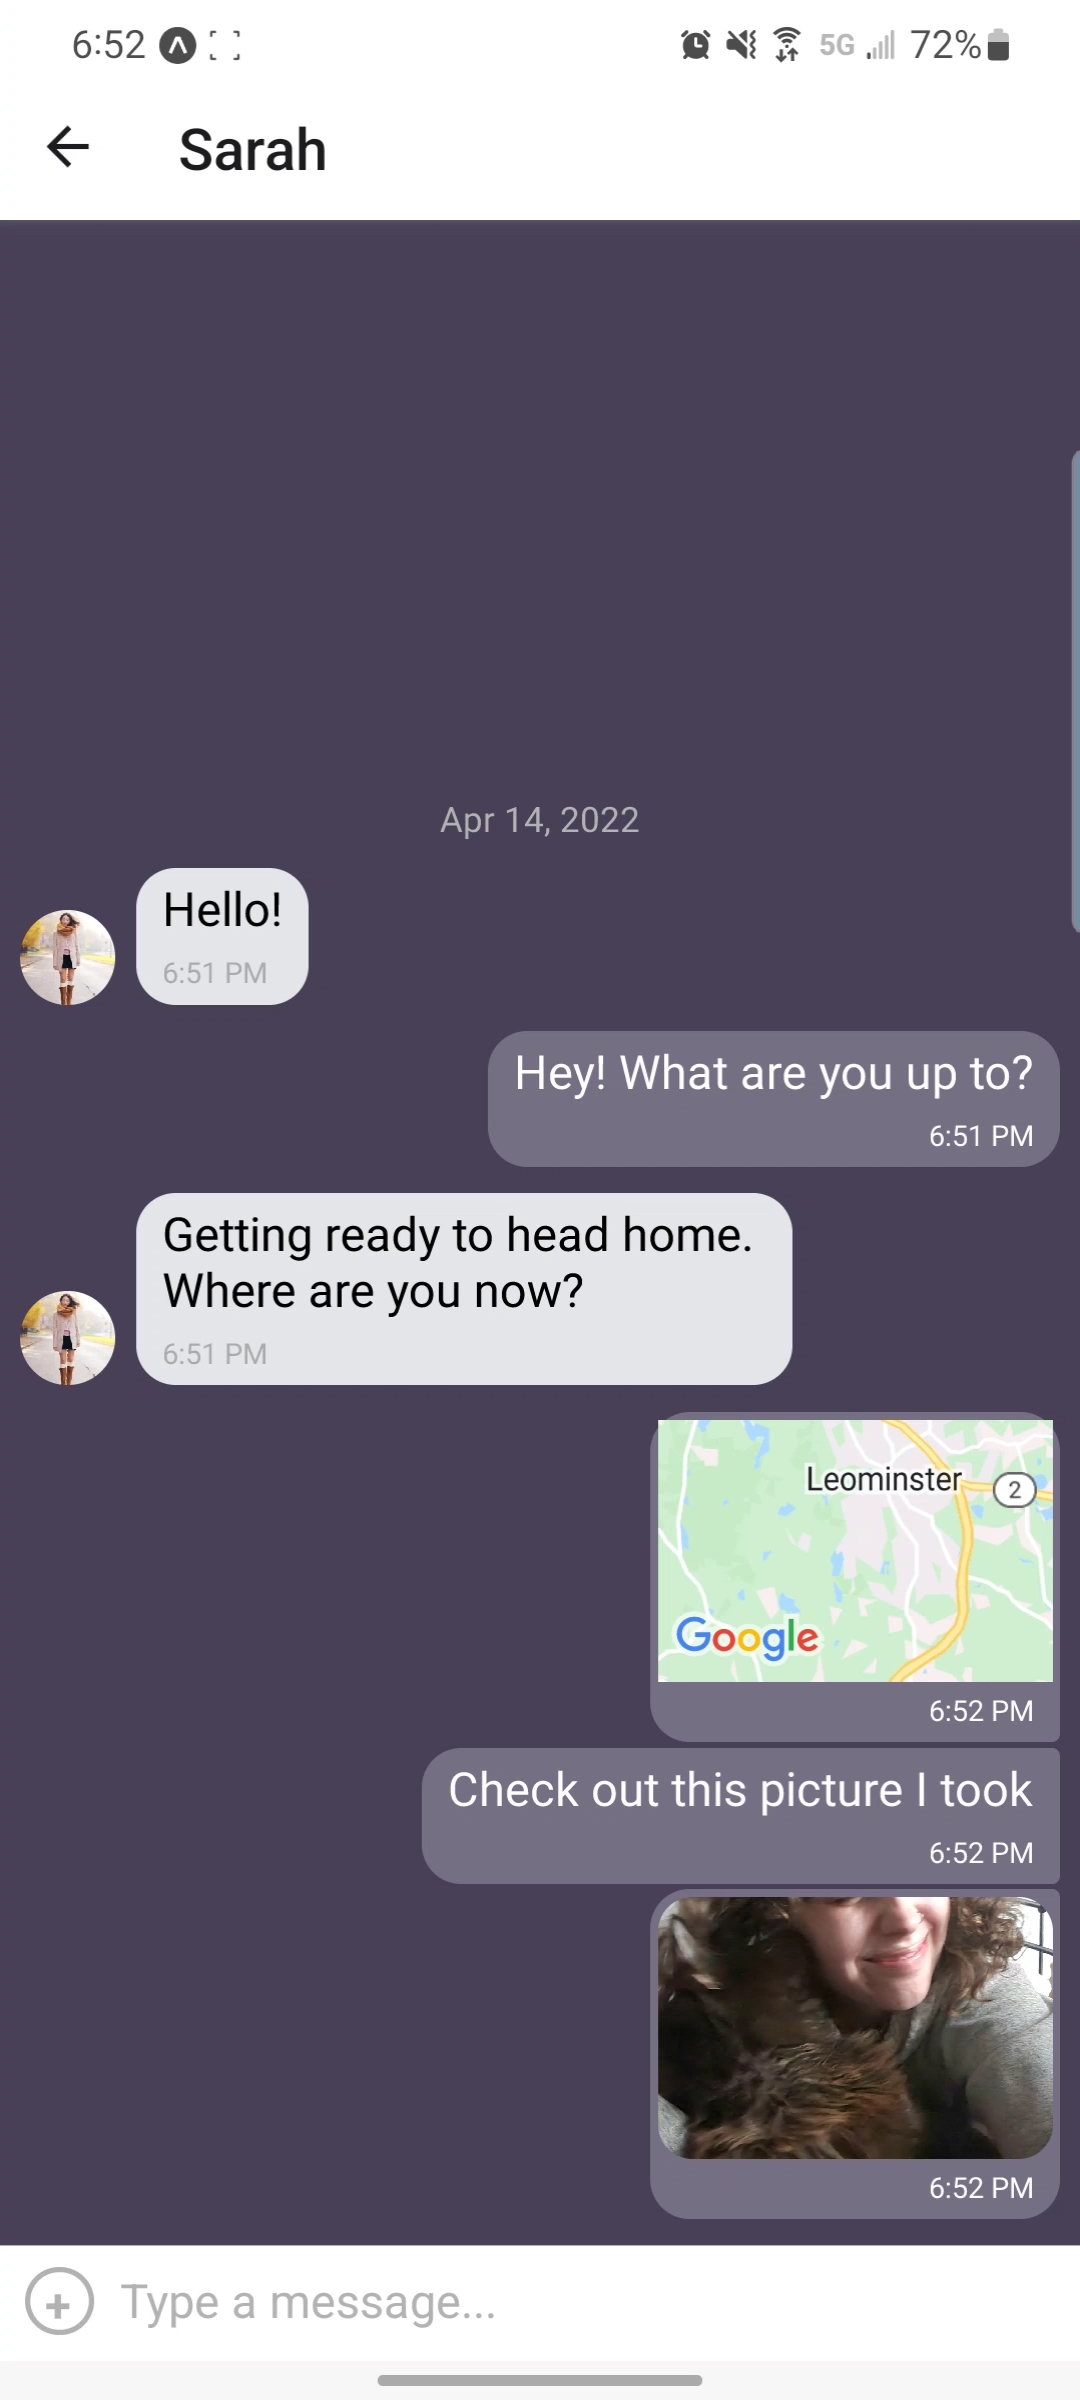 6:52
5G 72%
Sarah
Apr 14, 2022
Hello!
6:51 PM
Hey! What are you up to?
6:51 PM
Getting ready to head home.
Where are you now?
6:51 PM
Leominster
2
Google
6:52 PM
Check out this picture I took
6:52 PM
6:52 PM
Type a message...